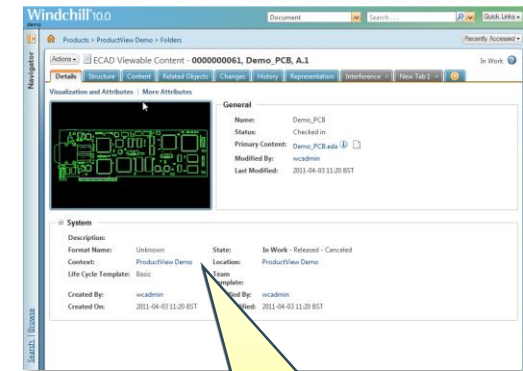 Windchill 10.0
demo
Document
Search . . .
Quick Links
Products > ProductView Demo > Folders
Recently Accessed
Navigator
Actions
ECAD Viewable Content - 0000000061, Demo_PCB, A.1
In Work
Details
Structure
Content
Related Objects
Changes
History
Representation
Interference
New Tab 1
Visualization and Attributes | More Attributes
General
Name: Demo_PCB
Status: Checked in
Primary Content: Demo_PCB.eda
Modified By: wcadmin
Last Modified: 2011-04-03 11:20 BST
System
Description:
Format Name: Unknown
State: In Work - Released - Canceled
Context: ProductView Demo
Location: ProductView Demo
Life Cycle Template: Basic
Team
Created By: wcadmin
By: wcadmin
Created On: 2011-04-03 11:20 BST
2011-04-03 11:20 BST
Search | Browse